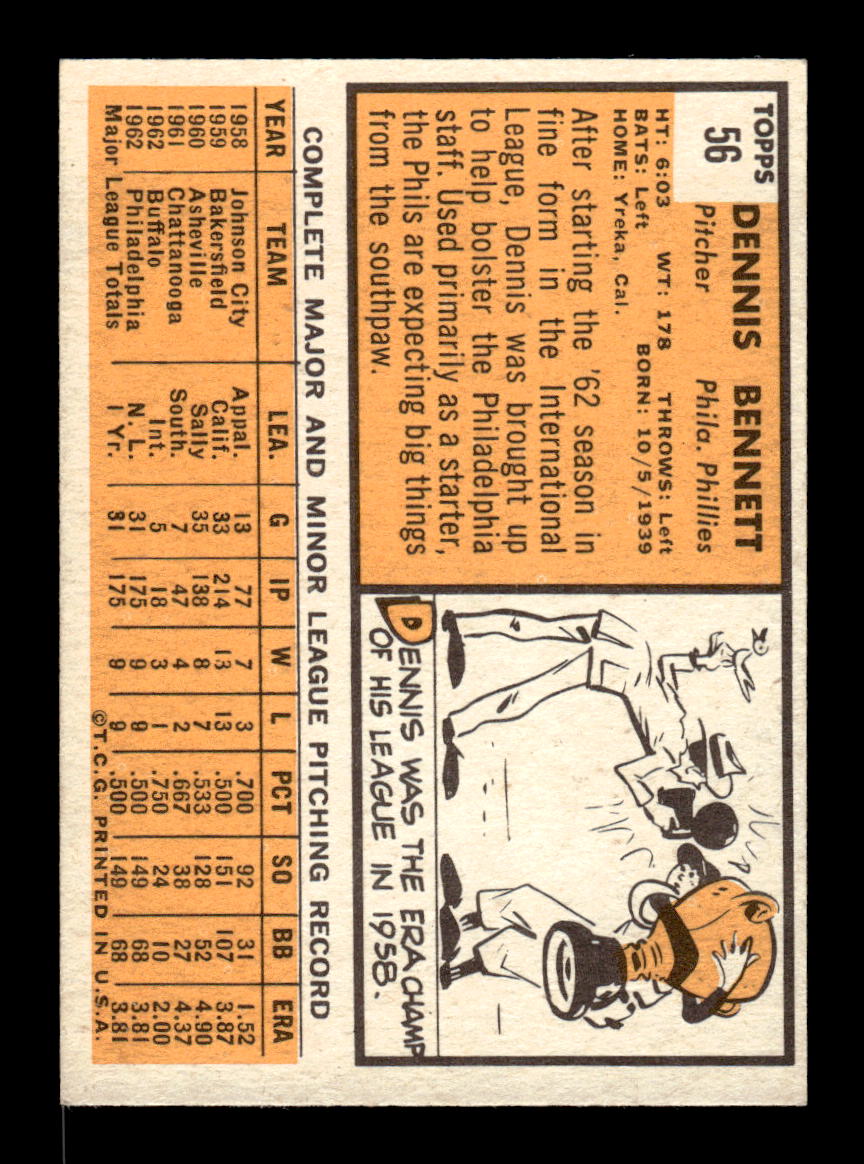 TOPPS
56
DENNIS BENNETT
Pitcher Phila. Phillies
HT: 6:03 WT: 178 THROWS: Left
BATS: Left BORN: 10/5/1939
HOME: Yreka, Cal.
After starting the '62 season in
fine form in the International
League, Dennis was brought up
to help bolster the Philadelphia
staff. Used primarily as a starter,
the Phils are expecting big things
from the southpaw.
DENNIS WAS THE ERA CHAMP
OF HIS LEAGUE IN 1958.
COMPLETE MAJOR AND MINOR LEAGUE PITCHING RECORD
YEAR TEAM LEA. G IP W L PCT SO BB ERA
1958 Johnson City Appal. 13 77 7 3 .700 92 31 1.52
1959 Bakersfield Calif. 33 214 13 13 .500 151 107 3.87
1960 Asheville Sally 35 138 8 7 .533 128 52 4.90
1961 Chattanooga South. 7 47 4 2 .667 38 27 4.37
1962 Buffalo Int. 5 18 3 1 .750 24 10 2.00
1962 Philadelphia N. L. 31 175 9 9 .500 149 68 3.81
Major League Totals 1 Yr. 31 175 9 9 .500 149 68 3.81
©T.C.G. PRINTED IN U.S.A.